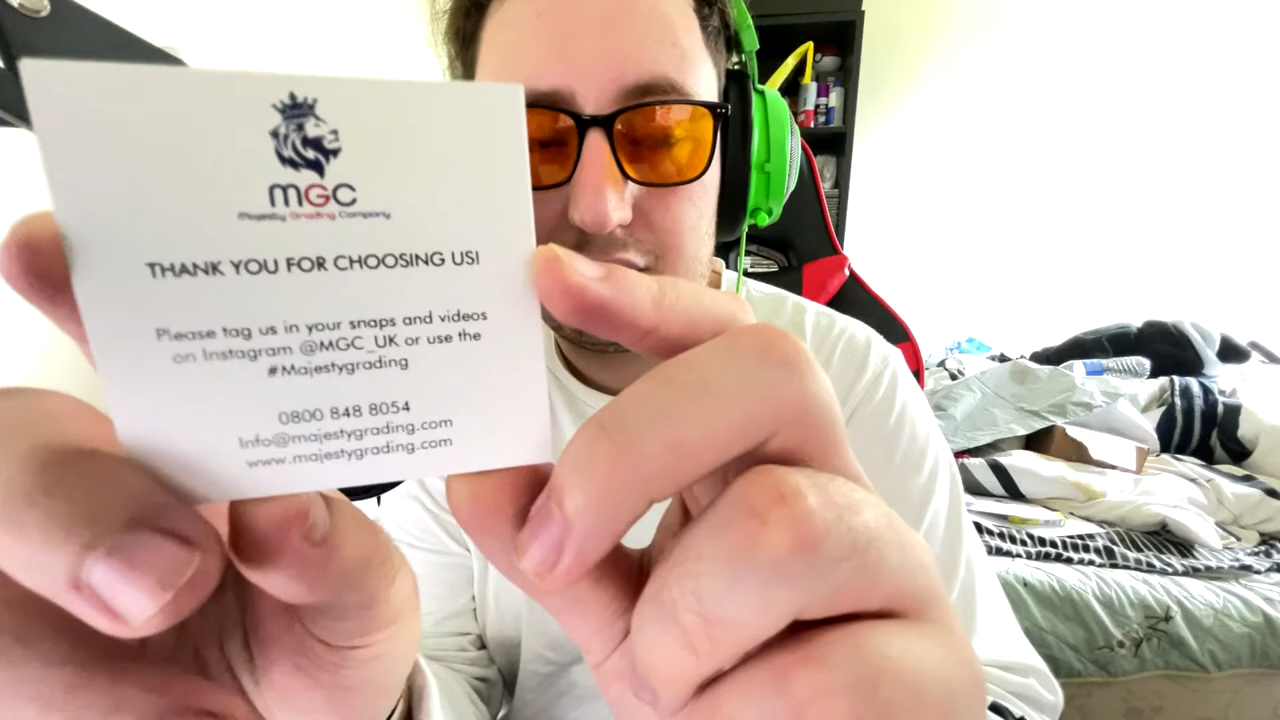 MGC
Majesty Grading Company
THANK YOU FOR CHOOSING US!
Please tag us in your snaps and videos
on Instagram @MGC_UK or use the
#Majestygrading
0800 848 8054
Info@majestygrading.com
www.majestygrading.com